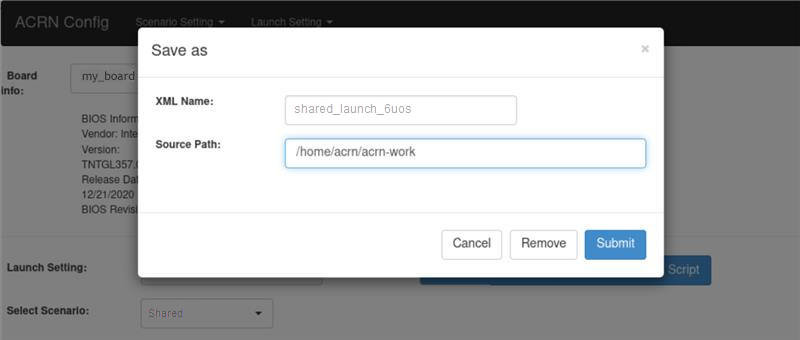 ACRN Config Scenario Setting Launch Setting
Save as ×
Board info: my_board
XML Name: shared_launch_6uos
Source Path: /home/acrn/acrn-work
BIOS Inform
Vendor: Inte
Version:
TNTGL357.0
Release Dat
12/21/2020
BIOS Revisi
Cancel Remove Submit
Launch Setting: Script
Select Scenario: Shared